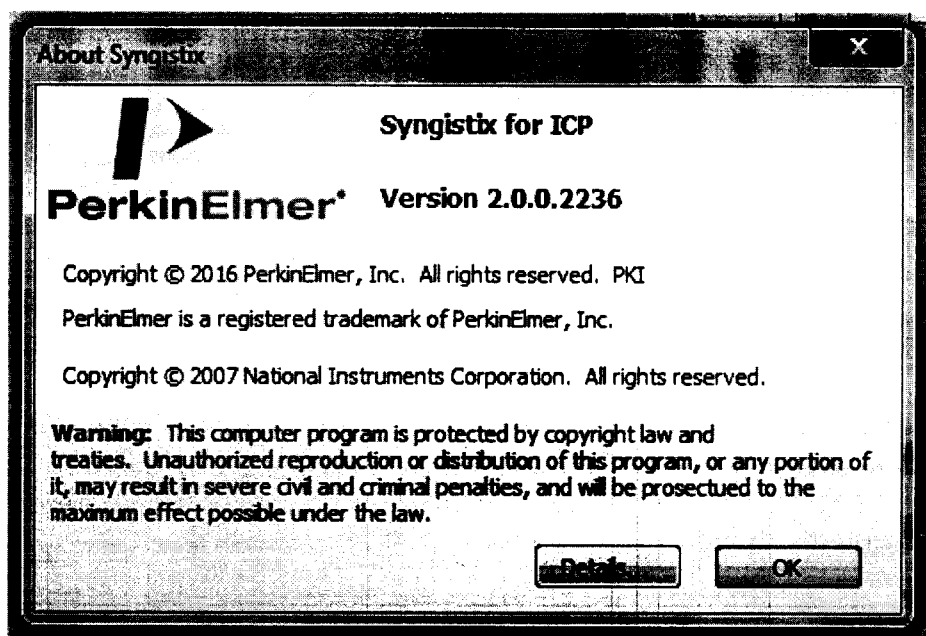 About Syngistix
X
Syngistix for ICP
PerkinElmer
Version 2.0.0.2236
Copyright © 2016 PerkinElmer, Inc. All rights reserved. PKI
PerkinElmer is a registered trademark of PerkinElmer, Inc.
Copyright © 2007 National Instruments Corporation. All rights reserved.
Warning: This computer program is protected by copyright law and
treaties. Unauthorized reproduction or distribution of this program, or any portion of
it, may result in severe civil and criminal penalties, and will be prosectued to the
maximum effect possible under the law.
Details...
OK